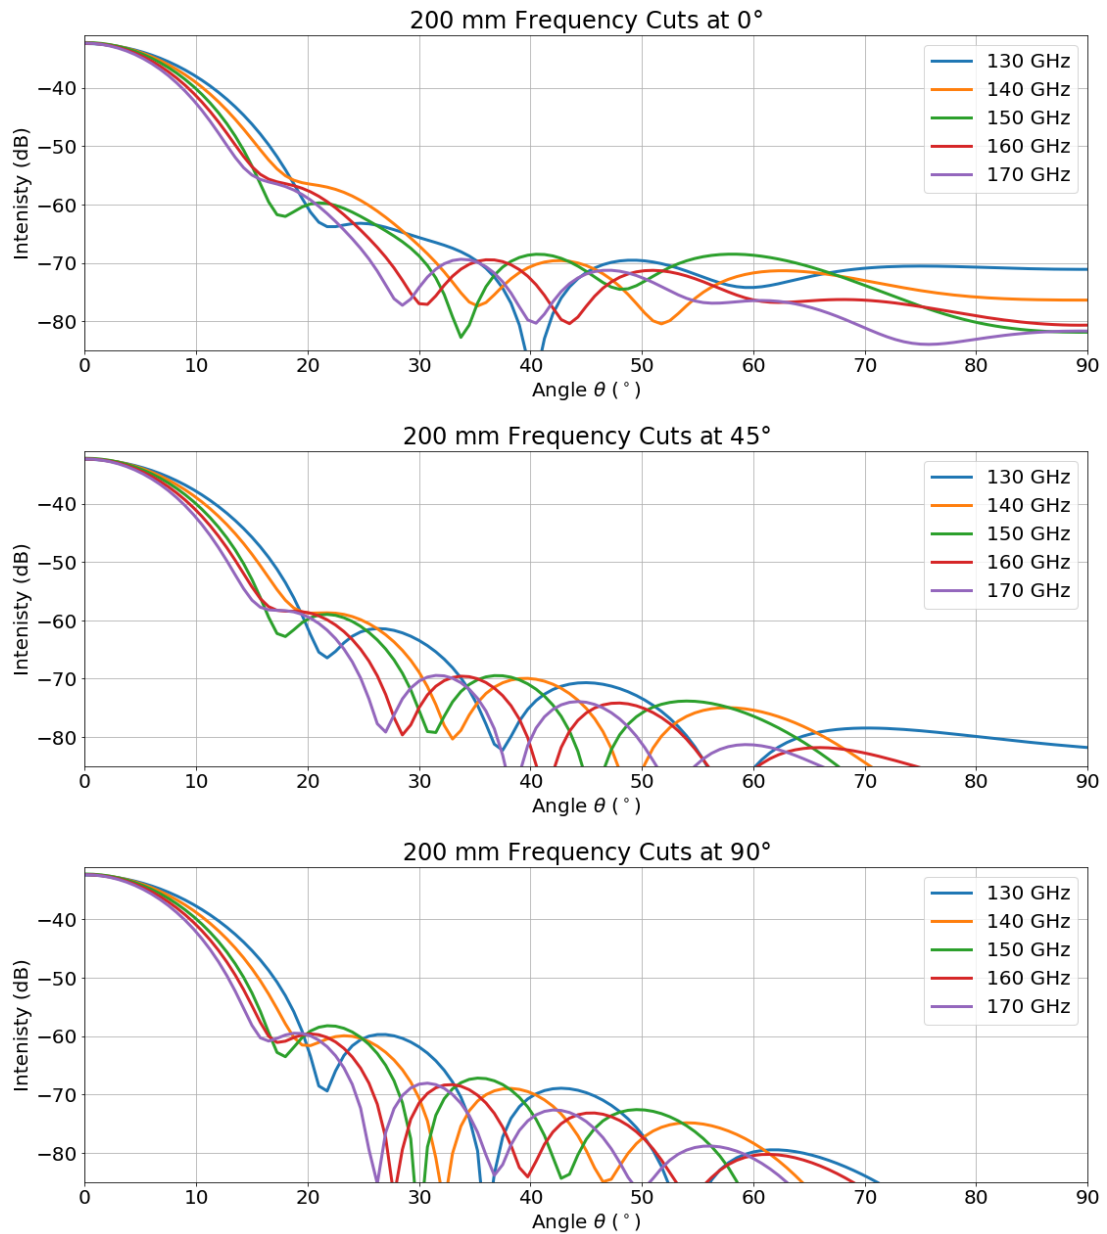 200 mm Frequency Cuts at 0°
Intenisty (dB)
−40
−50
−60
−70
−80
130 GHz
140 GHz
150 GHz
160 GHz
170 GHz
0 10 20 30 40 50 60 70 80 90
Angle θ (°)
200 mm Frequency Cuts at 45°
Intenisty (dB)
−40
−50
−60
−70
−80
130 GHz
140 GHz
150 GHz
160 GHz
170 GHz
0 10 20 30 40 50 60 70 80 90
Angle θ (°)
200 mm Frequency Cuts at 90°
Intenisty (dB)
−40
−50
−60
−70
−80
130 GHz
140 GHz
150 GHz
160 GHz
170 GHz
0 10 20 30 40 50 60 70 80 90
Angle θ (°)